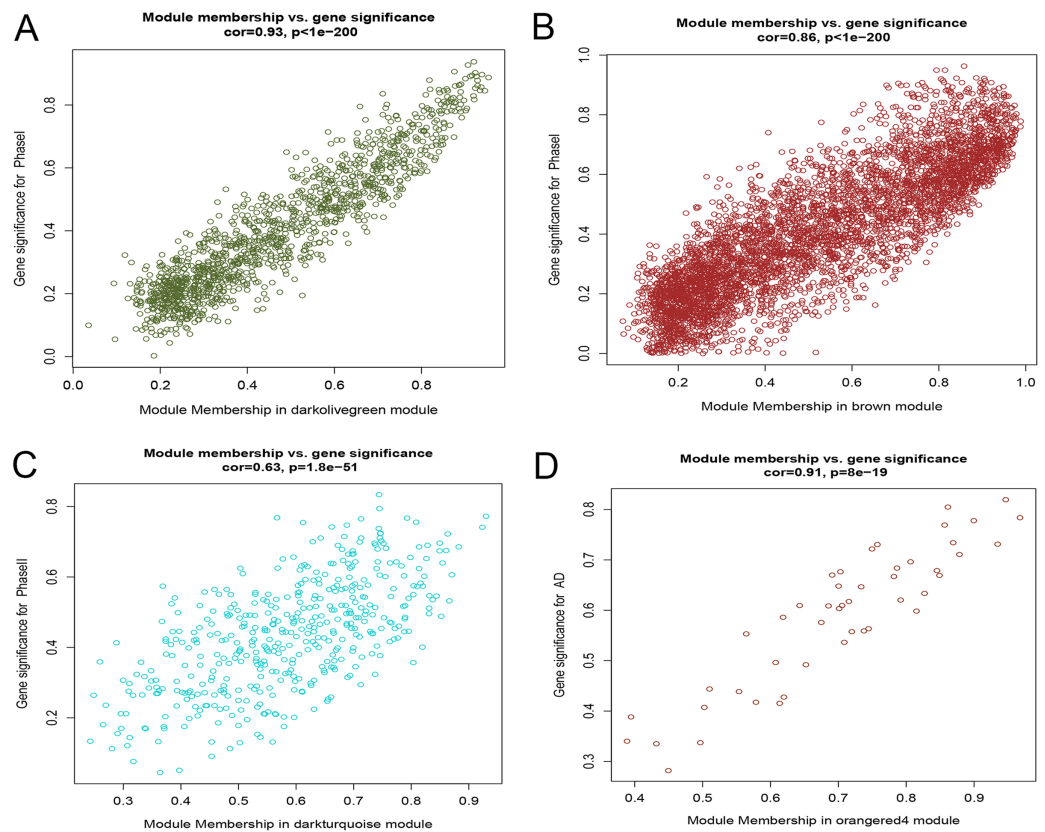 A
Module membership vs. gene significance
cor=0.93, p<1e−200
Gene significance for PhaseI
0.0 0.2 0.4 0.6 0.8
0.0 0.2 0.4 0.6 0.8
Module Membership in darkolivegreen module
B
Module membership vs. gene significance
cor=0.86, p<1e−200
Gene significance for PhaseI
0.0 0.2 0.4 0.6 0.8 1.0
0.2 0.4 0.6 0.8 1.0
Module Membership in brown module
C
Module membership vs. gene significance
cor=0.63, p=1.8e−51
Gene significance for PhaseII
0.2 0.4 0.6 0.8
0.3 0.4 0.5 0.6 0.7 0.8 0.9
Module Membership in darkturquoise module
D
Module membership vs. gene significance
cor=0.91, p=8e−19
Gene significance for AD
0.3 0.4 0.5 0.6 0.7 0.8
0.4 0.5 0.6 0.7 0.8 0.9
Module Membership in orangered4 module